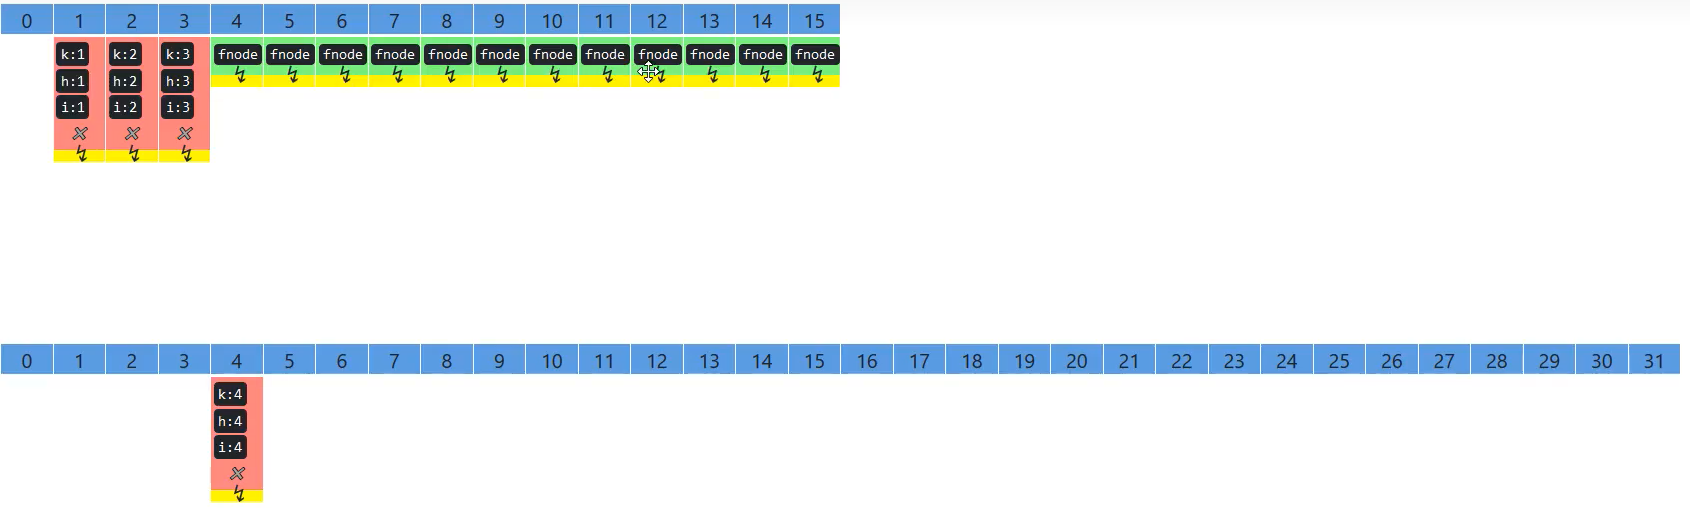 0 1 2 3 4 5 6 7 8 9 10 11 12 13 14 15
k:1 k:2 k:3 fnode fnode fnode fnode fnode fnode fnode fnode fnode fnode fnode fnode
h:1 h:2 h:3
i:1 i:2 i:3
0 1 2 3 4 5 6 7 8 9 10 11 12 13 14 15 16 17 18 19 20 21 22 23 24 25 26 27 28 29 30 31
k:4
h:4
i:4